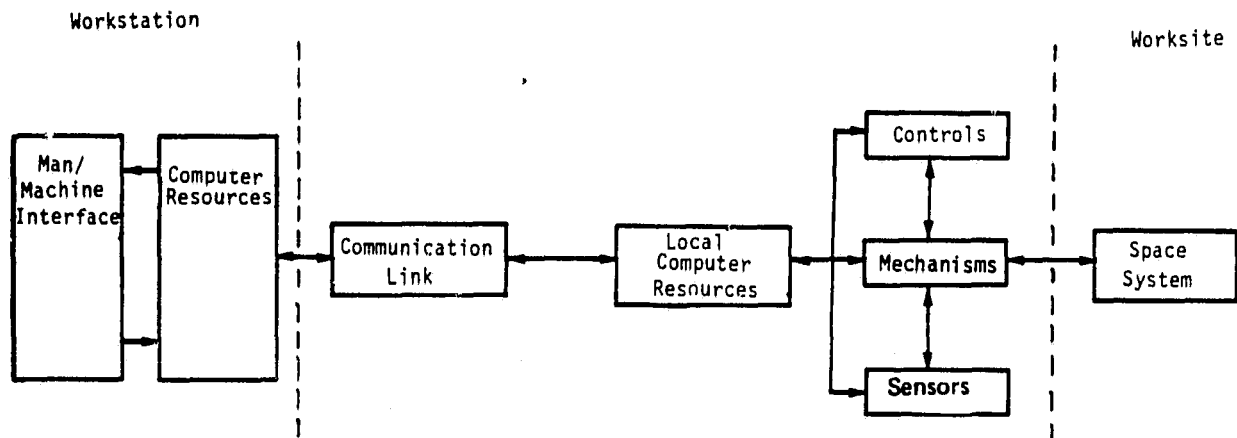 Workstation
Worksite
Man/
Machine
Interface
Computer
Resources
Communication
Link
Local
Computer
Resources
Controls
Mechanisms
Sensors
Space
System